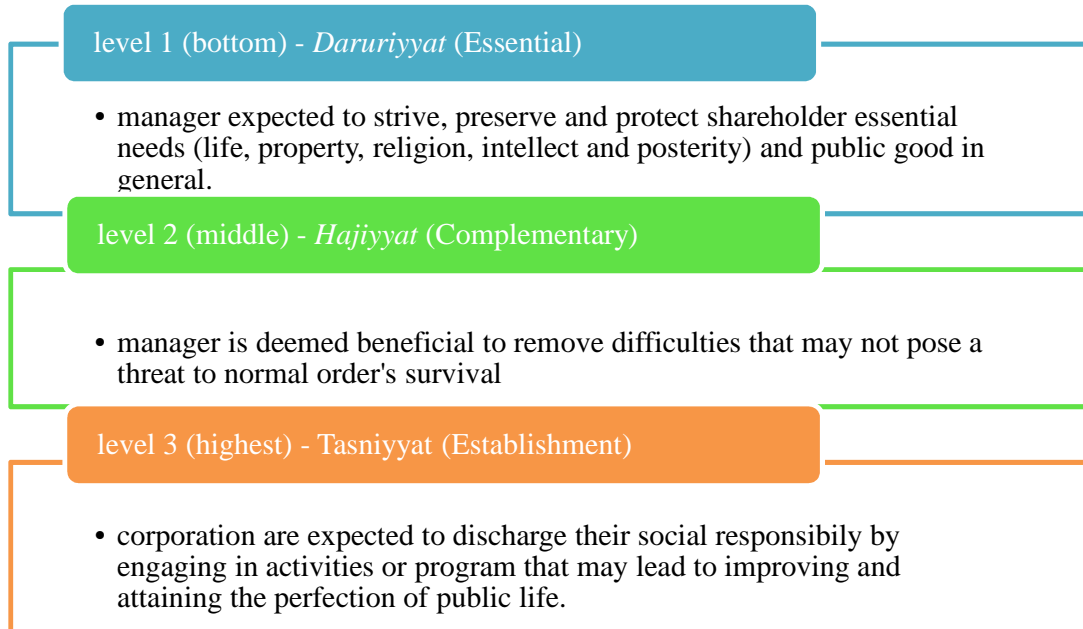 level 1 (bottom) - Daruriyyat (Essential)
• manager expected to strive, preserve and protect shareholder essential
needs (life, property, religion, intellect and posterity) and public good in
general.
level 2 (middle) - Hajiyyat (Complementary)
• manager is deemed beneficial to remove difficulties that may not pose a
threat to normal order's survival
level 3 (highest) - Tasniyyat (Establishment)
• corporation are expected to discharge their social responsibily by
engaging in activities or program that may lead to improving and
attaining the perfection of public life.